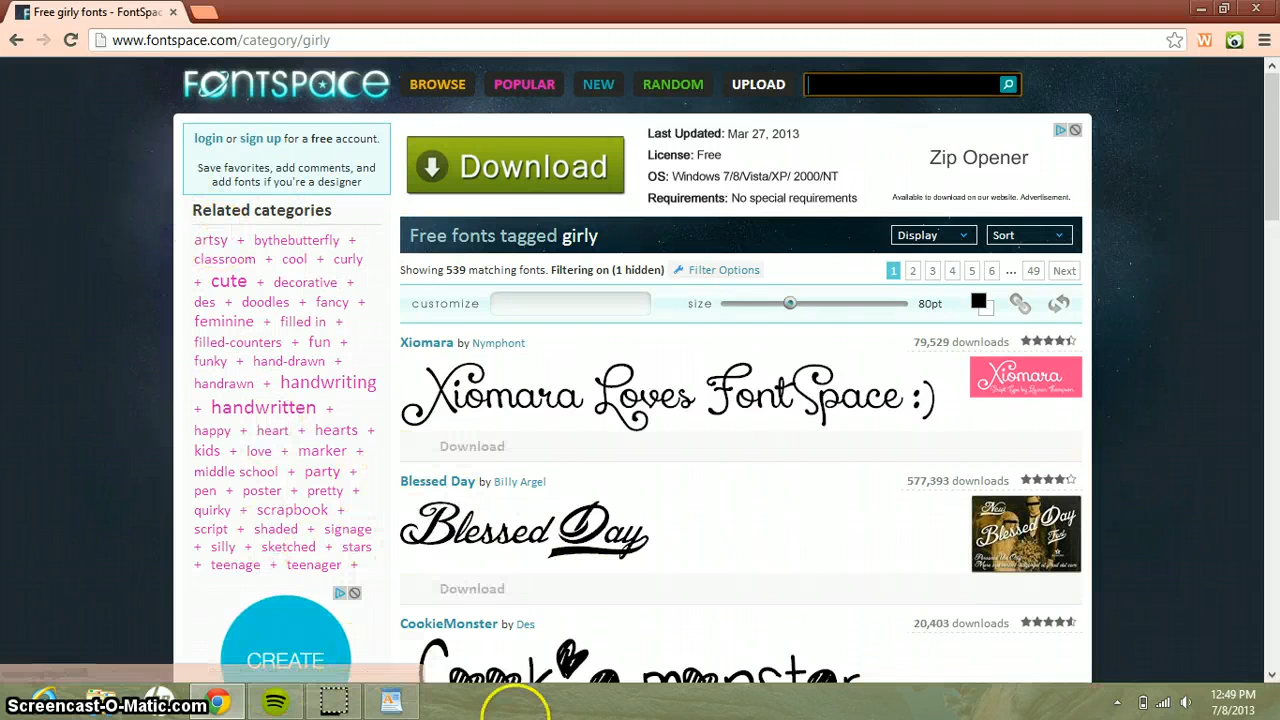 Free girly fonts - FontSpac
www.fontspace.com/category/girly
FONTSPACE BROWSE POPULAR NEW RANDOM UPLOAD
login or sign up for a free account.
Save favorites, add comments, and
add fonts if you're a designer
Related categories
artsy + bythebutterfly +
classroom + cool + curly
+ cute + decorative +
des + doodles + fancy +
feminine + filled in +
filled-counters + fun +
funky + hand-drawn +
handrawn + handwriting
+ handwritten +
happy + heart + hearts +
kids + love + marker +
middle school + party +
pen + poster + pretty +
quirky + scrapbook +
script + shaded + signage
+ silly + sketched + stars
+ teenage + teenager +
CREATE
Download
Last Updated: Mar 27, 2013
License: Free
OS: Windows 7/8/Vista/XP/ 2000/NT
Requirements: No special requirements
Zip Opener
Available to download on our website. Advertisement.
Free fonts tagged girly
Display
Sort
Showing 539 matching fonts. Filtering on (1 hidden) Filter Options
1 2 3 4 5 6 ... 49 Next
customize size 80pt
Xiomara by Nymphont 79,529 downloads
Xiomara Loves FontSpace :)
Xiomara
Download
Blessed Day by Billy Argel 577,393 downloads
Blessed Day
New
Blessed Day
Font
Download
CookieMonster by Des 20,403 downloads
Cookie monster
Screencast-O-Matic.com
12:49 PM
7/8/2013